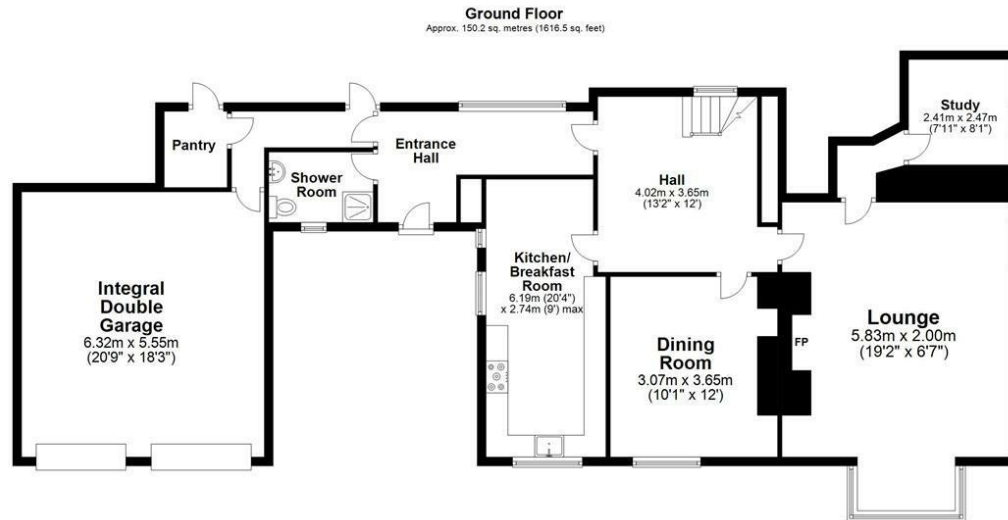 Ground Floor
Approx. 150.2 sq. metres (1616.5 sq. feet)
Pantry
Entrance
Hall
Shower
Room
Hall
4.02m x 3.65m
(13'2" x 12')
Study
2.41m x 2.47m
(7'11" x 8'1")
Integral
Double
Garage
6.32m x 5.55m
(20'9" x 18'3")
Kitchen/
Breakfast
Room
6.19m (20'4")
x 2.74m (9') max
Dining
Room
3.07m x 3.65m
(10'1" x 12')
FP
Lounge
5.83m x 2.00m
(19'2" x 6'7")